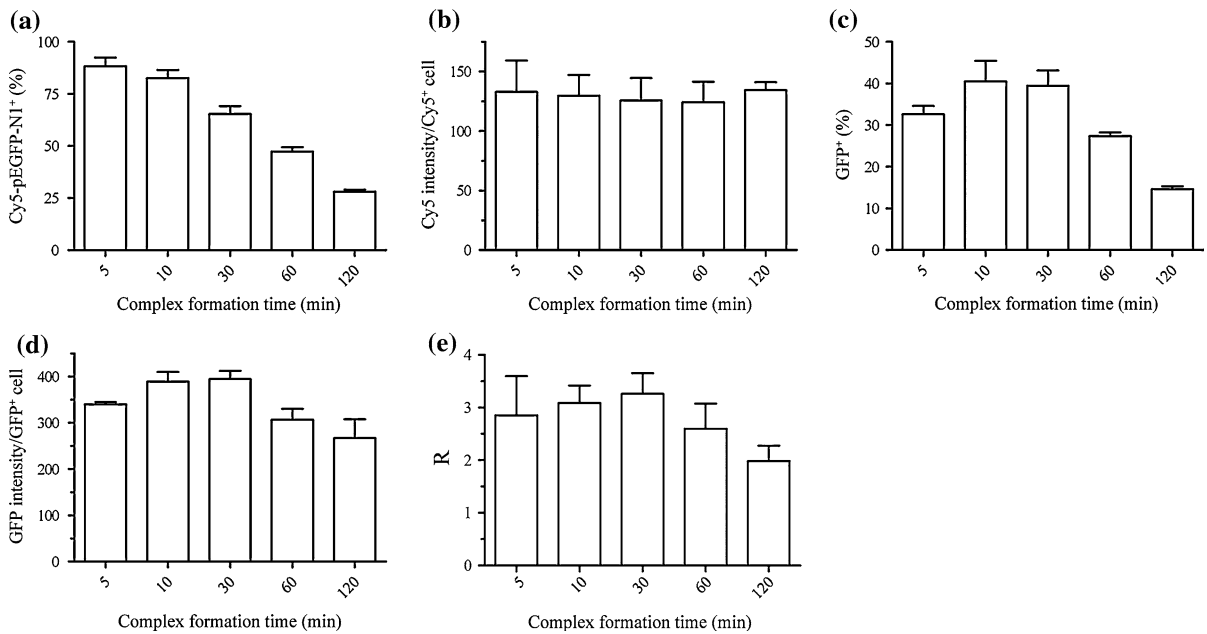 (a)
Cy5-pEGFP-N1⁺ (%)
100
75
50
25
0
5 10 30 60 120
Complex formation time (min)
(b)
Cy5 intensity/Cy5⁺ cell
150
100
50
0
5 10 30 60 120
Complex formation time (min)
(c)
GFP⁺ (%)
50
40
30
20
10
0
5 10 30 60 120
Complex formation time (min)
(d)
GFP intensity/GFP⁺ cell
400
300
200
100
0
5 10 30 60 120
Complex formation time (min)
(e)
R
4
3
2
1
0
5 10 30 60 120
Complex formation time (min)